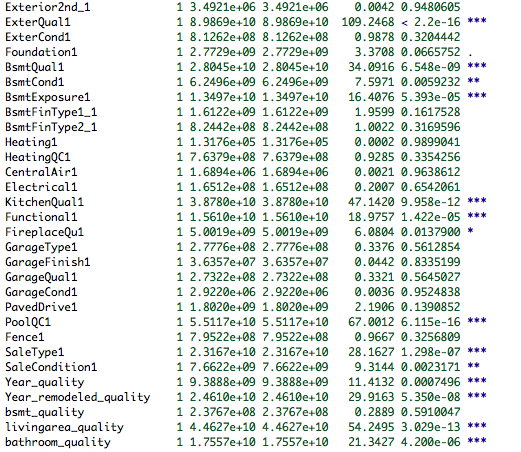 Exterior2nd_1 1 3.4921e+06 3.4921e+06 0.0042 0.9480605
ExterQual1 1 8.9869e+10 8.9869e+10 109.2468 < 2.2e-16 ***
ExterCond1 1 8.1262e+08 8.1262e+08 0.9878 0.3204442
Foundation1 1 2.7729e+09 2.7729e+09 3.3708 0.0665752 .
BsmtQual1 1 2.8045e+10 2.8045e+10 34.0916 6.548e-09 ***
BsmtCond1 1 6.2496e+09 6.2496e+09 7.5971 0.0059232 **
BsmtExposure1 1 1.3497e+10 1.3497e+10 16.4076 5.393e-05 ***
BsmtFinType1_1 1 1.6122e+09 1.6122e+09 1.9599 0.1617528
BsmtFinType2_1 1 8.2442e+08 8.2442e+08 1.0022 0.3169596
Heating1 1 1.3176e+05 1.3176e+05 0.0002 0.9899041
HeatingQC1 1 7.6379e+08 7.6379e+08 0.9285 0.3354256
CentralAir1 1 1.6894e+06 1.6894e+06 0.0021 0.9638612
Electrical1 1 1.6512e+08 1.6512e+08 0.2007 0.6542061
KitchenQual1 1 3.8780e+10 3.8780e+10 47.1420 9.958e-12 ***
Functional1 1 1.5610e+10 1.5610e+10 18.9757 1.422e-05 ***
FireplaceQu1 1 5.0019e+09 5.0019e+09 6.0804 0.0137900 *
GarageType1 1 2.7776e+08 2.7776e+08 0.3376 0.5612854
GarageFinish1 1 3.6357e+07 3.6357e+07 0.0442 0.8335199
GarageQual1 1 2.7322e+08 2.7322e+08 0.3321 0.5645027
GarageCond1 1 2.9220e+06 2.9220e+06 0.0036 0.9524838
PavedDrive1 1 1.8020e+09 1.8020e+09 2.1906 0.1390852
PoolQC1 1 5.5117e+10 5.5117e+10 67.0012 6.115e-16 ***
Fence1 1 7.9522e+08 7.9522e+08 0.9667 0.3256809
SaleType1 1 2.3167e+10 2.3167e+10 28.1627 1.298e-07 ***
SaleCondition1 1 7.6622e+09 7.6622e+09 9.3144 0.0023171 **
Year_quality 1 9.3888e+09 9.3888e+09 11.4132 0.0007496 ***
Year_remodeled_quality 1 2.4610e+10 2.4610e+10 29.9163 5.350e-08 ***
bsmt_quality 1 2.3767e+08 2.3767e+08 0.2889 0.5910047
livingarea_quality 1 4.4627e+10 4.4627e+10 54.2495 3.029e-13 ***
bathroom_quality 1 1.7557e+10 1.7557e+10 21.3427 4.200e-06 ***